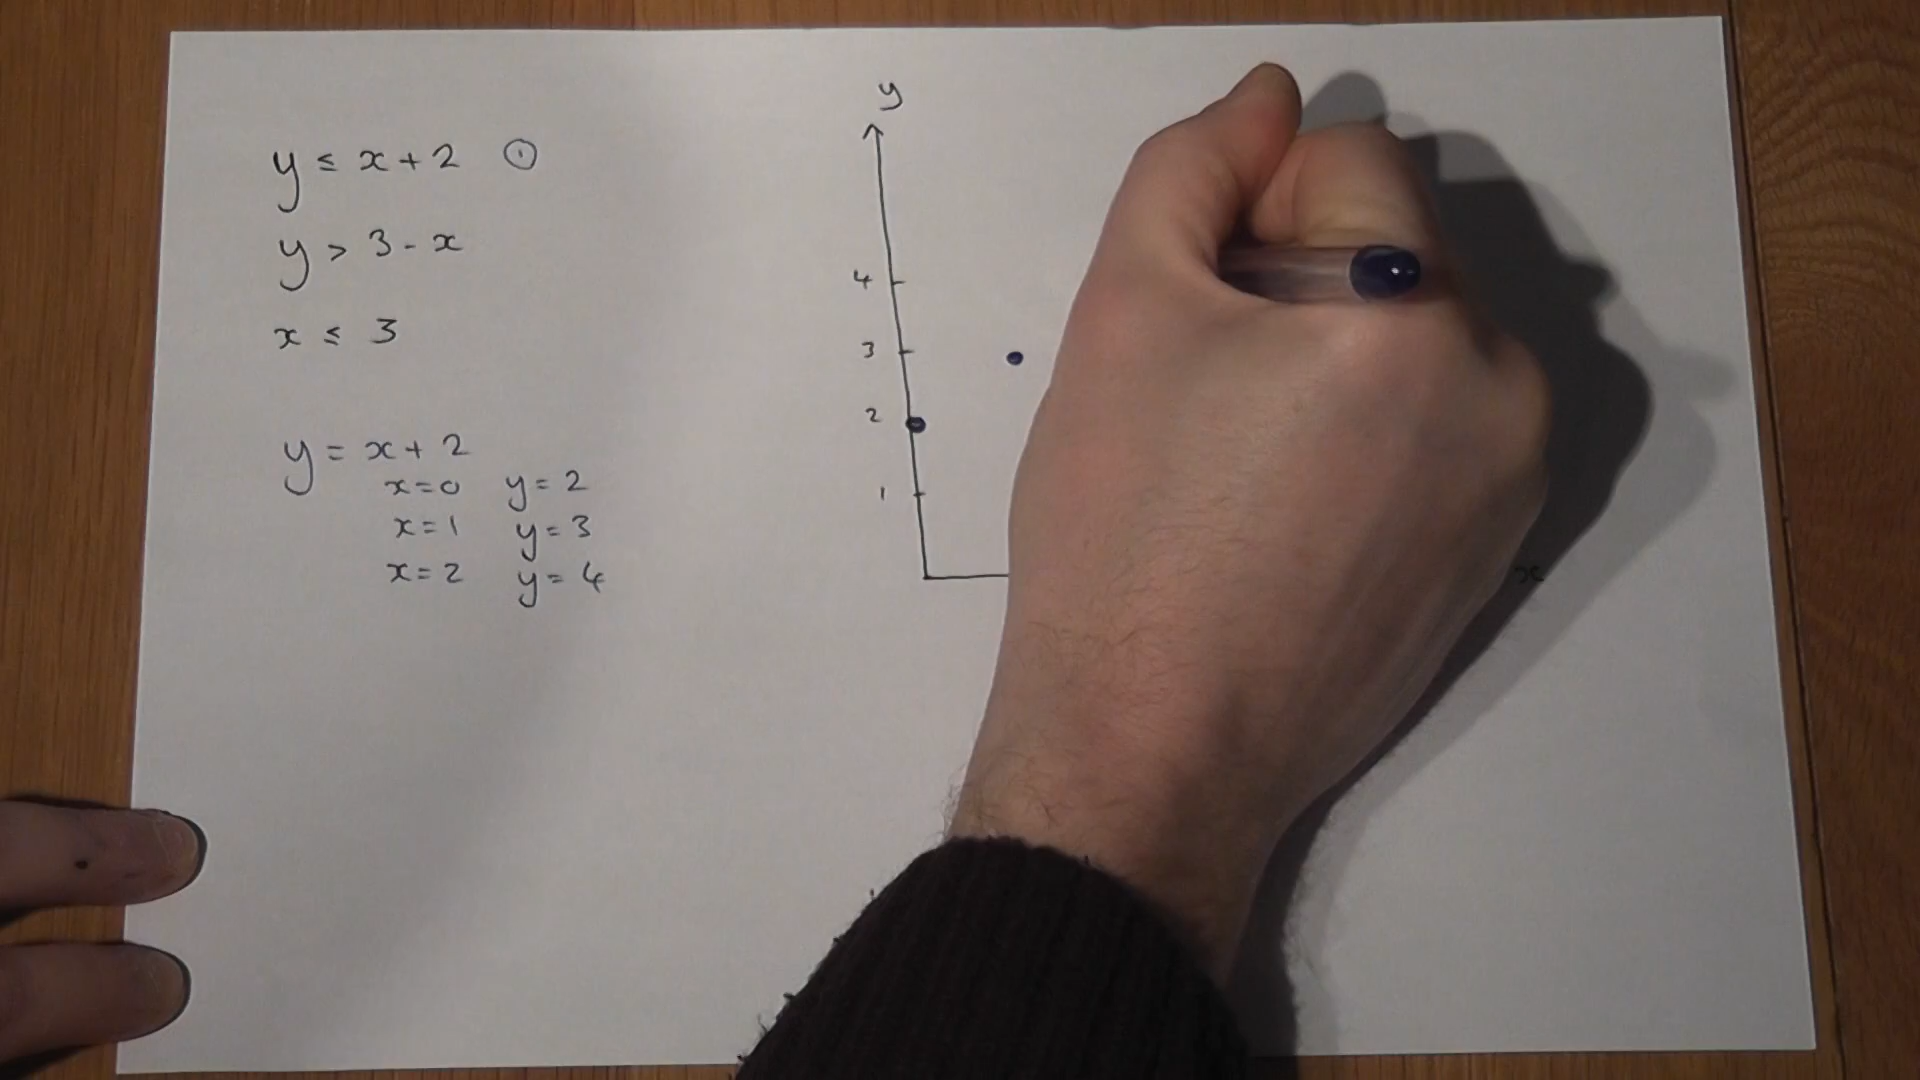 y ≤ x + 2 ①
y > 3 - x
x ≤ 3
y = x + 2
x = 0 y = 2
x = 1 y = 3
x = 2 y = 4
y
4
3
2
1
x